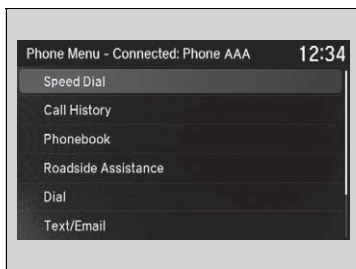 Phone Menu - Connected: Phone AAA 12:34
Speed Dial
Call History
Phonebook
Roadside Assistance
Dial
Text/Email